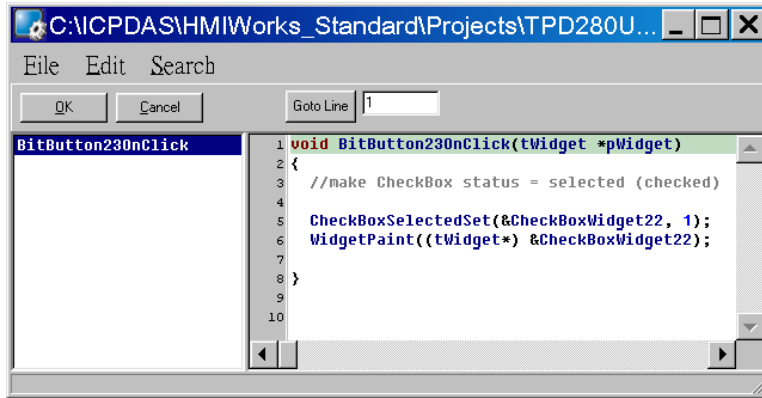 C:\ICPDAS\HMIWorks_Standard\Projects\TPD280U...
File Edit Search
OK Cancel Goto Line 1
BitButton23OnClick
1 void BitButton23OnClick(tWidget *pWidget)
2 {
3 //make CheckBox status = selected (checked)
4
5 CheckBoxSelectedSet(&CheckBoxWidget22, 1);
6 WidgetPaint((tWidget*) &CheckBoxWidget22);
7
8 }
9
10